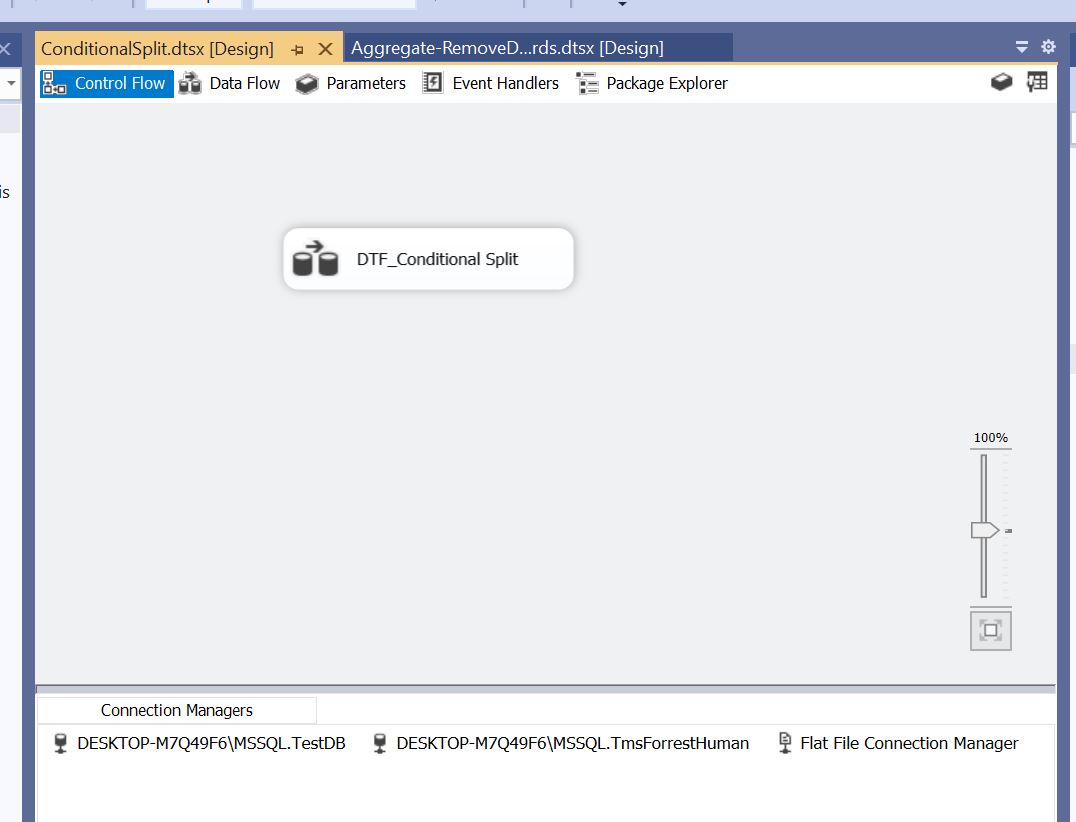 ConditionalSplit.dtsx [Design]
Aggregate-RemoveD...rds.dtsx [Design]
Control Flow
Data Flow
Parameters
Event Handlers
Package Explorer
is
DTF_Conditional Split
100%
Connection Managers
DESKTOP-M7Q49F6\MSSQL.TestDB
DESKTOP-M7Q49F6\MSSQL.TmsForrestHuman
Flat File Connection Manager